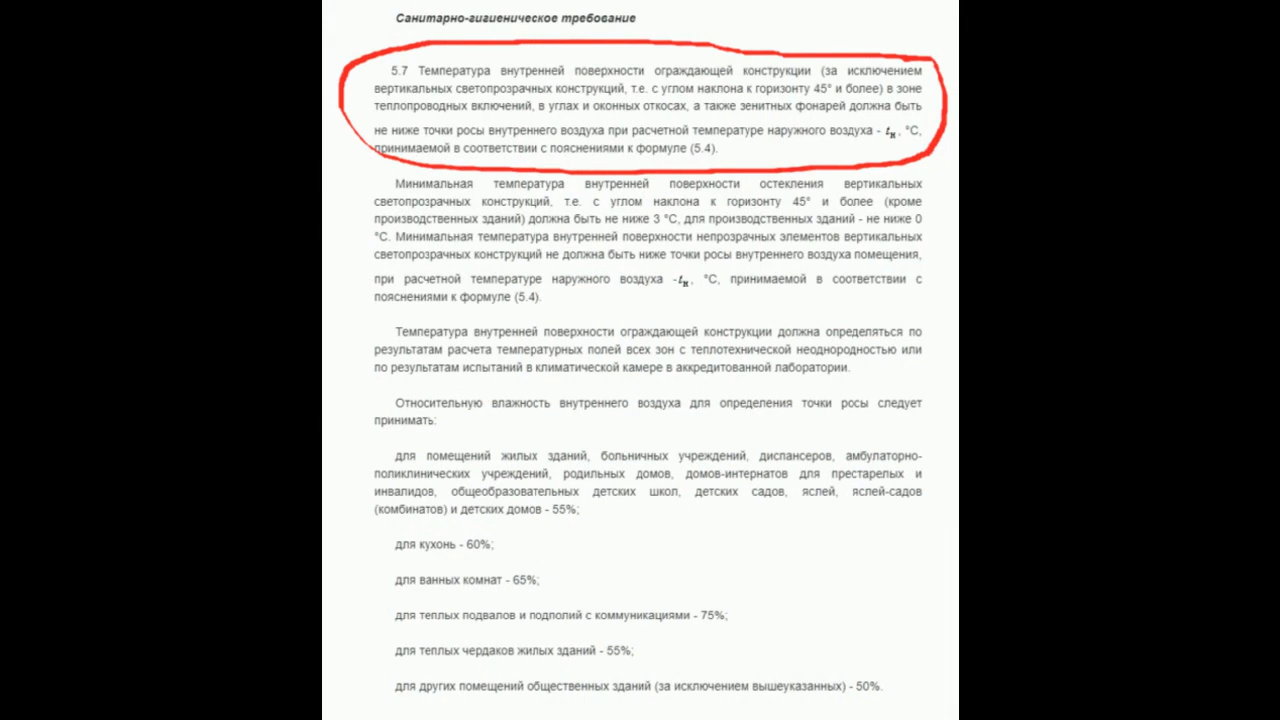 Санитарно-гигиеническое требование
5.7 Температура внутренней поверхности ограждающей конструкции (за исключением
вертикальных светопрозрачных конструкций, т.е. с углом наклона к горизонту 45° и более) в зоне
теплопроводных включений, в углах и оконных откосах, а также зенитных фонарей должна быть
не ниже точки росы внутреннего воздуха при расчетной температуре наружного воздуха - tн, °С,
принимаемой в соответствии с пояснениями к формуле (5.4).
Минимальная температура внутренней поверхности остекления вертикальных
светопрозрачных конструкций, т.е. с углом наклона к горизонту 45° и более (кроме
производственных зданий) должна быть не ниже 3 °С, для производственных зданий - не ниже 0
°С. Минимальная температура внутренней поверхности непрозрачных элементов вертикальных
светопрозрачных конструкций не должна быть ниже точки росы внутреннего воздуха помещения,
при расчетной температуре наружного воздуха -tн, °С, принимаемой в соответствии с
пояснениями к формуле (5.4).
Температура внутренней поверхности ограждающей конструкции должна определяться по
результатам расчета температурных полей всех зон с теплотехнической неоднородностью или
по результатам испытаний в климатической камере в аккредитованной лаборатории.
Относительную влажность внутреннего воздуха для определения точки росы следует
принимать:
для помещений жилых зданий, больничных учреждений, диспансеров, амбулаторно-
поликлинических учреждений, родильных домов, домов-интернатов для престарелых и
инвалидов, общеобразовательных детских школ, детских садов, яслей, яслей-садов
(комбинатов) и детских домов - 55%;
для кухонь - 60%;
для ванных комнат - 65%;
для теплых подвалов и подполий с коммуникациями - 75%;
для теплых чердаков жилых зданий - 55%;
для других помещений общественных зданий (за исключением вышеуказанных) - 50%.